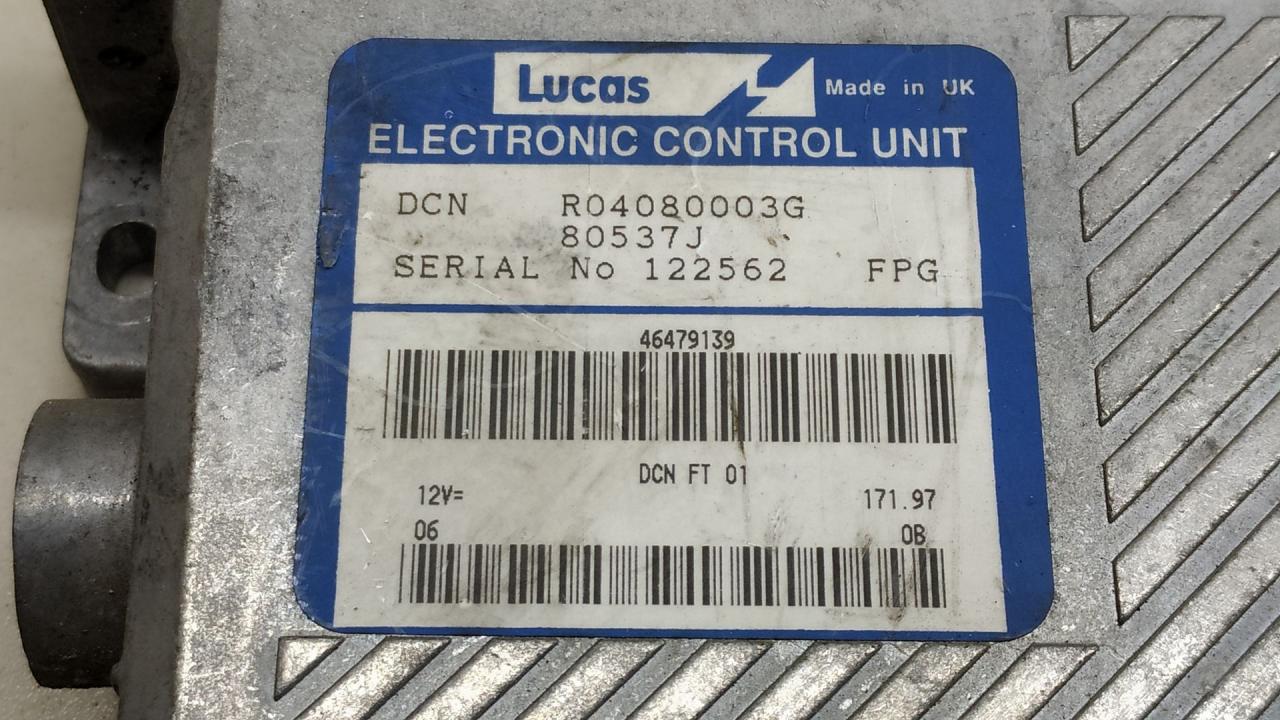 Lucas Made in UK
ELECTRONIC CONTROL UNIT
DCN R04080003G
80537J
SERIAL No 122562 FPG
46479139
DCN FT 01
12V= 171.97
06 0B